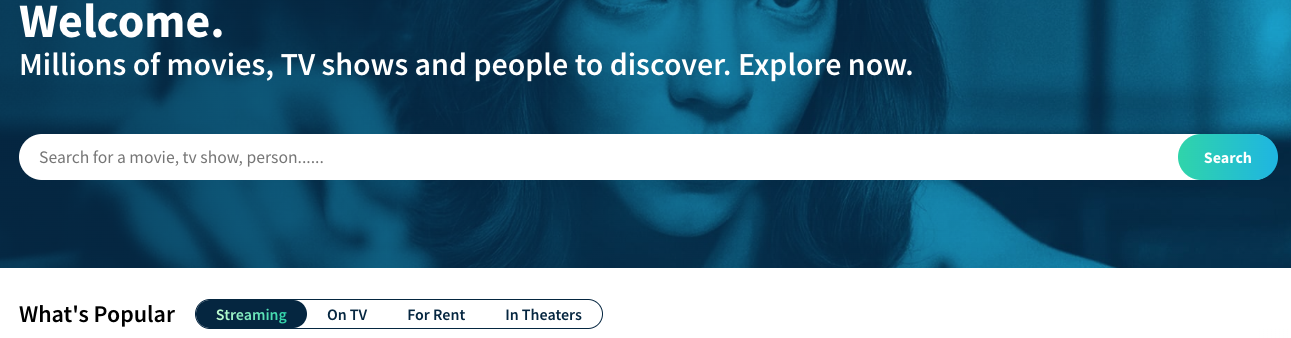 Welcome.
Millions of movies, TV shows and people to discover. Explore now.
Search for a movie, tv show, person......
Search
What's Popular
Streaming
On TV
For Rent
In Theaters